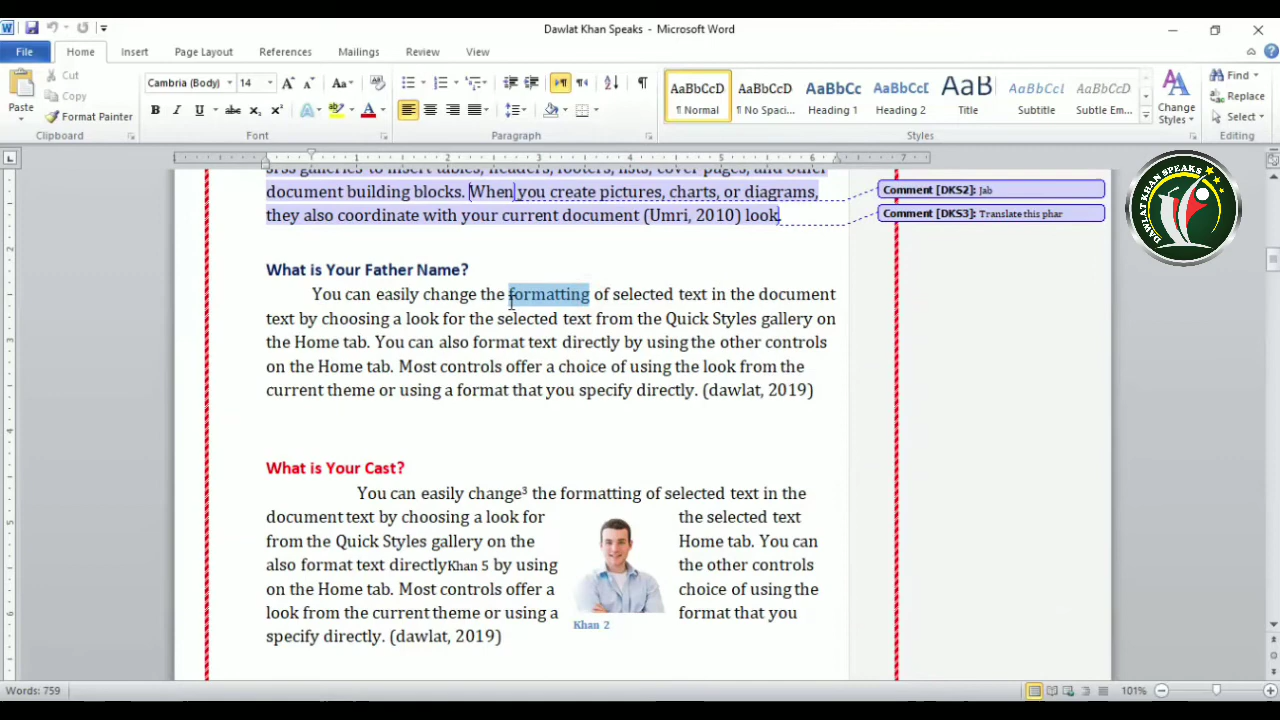 Dawlat Khan Speaks - Microsoft Word
File Home Insert Page Layout References Mailings Review View
Paste
Cut
Copy
Format Painter
Clipboard
Cambria (Body) 14
Font
Paragraph
AaBbCcD AaBbCcD AaBbCc AaBbCc AaB AaBbCcI AaBbCcD
¶ Normal ¶ No Spaci... Heading 1 Heading 2 Title Subtitle Subtle Em...
Change Styles
Styles
Find
Replace
Select
Editing
document building blocks. When you create pictures, charts, or diagrams,
they also coordinate with your current document (Umri, 2010) look.
Comment [DKS2]: Jab
Comment [DKS3]: Translate this phar
DAWLAT KHAN SPEAKS
What is Your Father Name?
You can easily change the formatting of selected text in the document
text by choosing a look for the selected text from the Quick Styles gallery on
the Home tab. You can also format text directly by using the other controls
on the Home tab. Most controls offer a choice of using the look from the
current theme or using a format that you specify directly. (dawlat, 2019)
What is Your Cast?
You can easily change³ the formatting of selected text in the
document text by choosing a look for the selected text
from the Quick Styles gallery on the Home tab. You can
also format text directlyKhan 5 by using the other controls
on the Home tab. Most controls offer a choice of using the
look from the current theme or using a format that you
Khan 2
specify directly. (dawlat, 2019)
Words: 759
101%